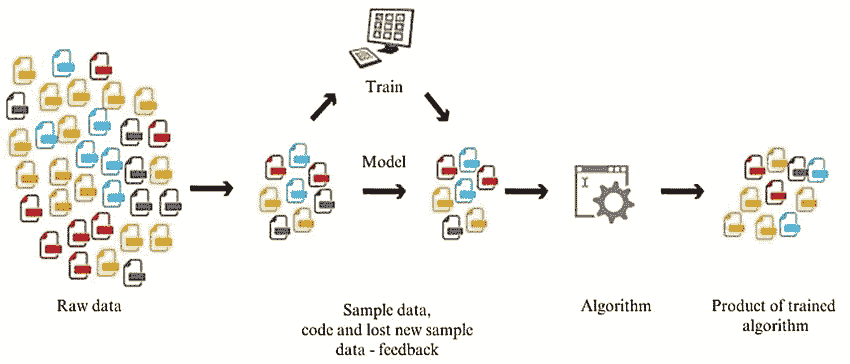 Train
Model
Raw data
Sample data,
code and lost new sample
data - feedback
Algorithm
Product of trained
algorithm